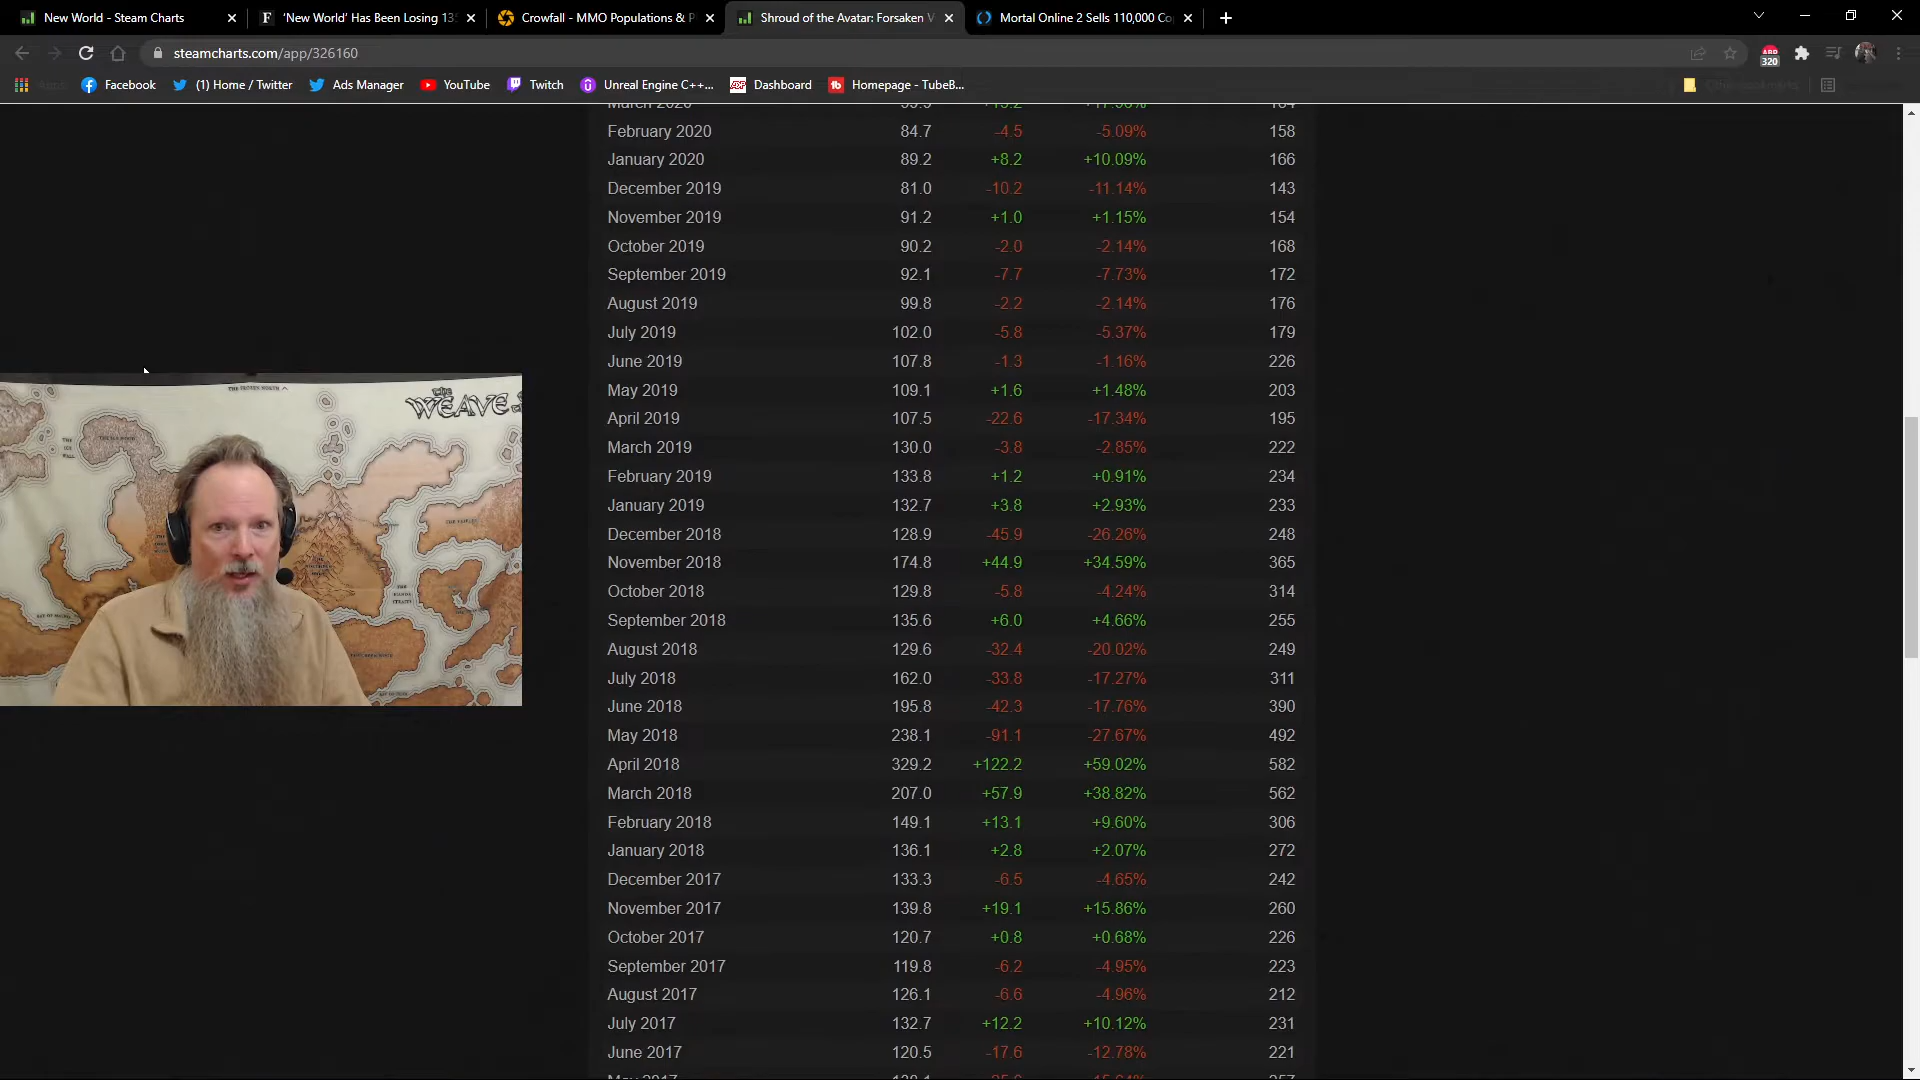 New World - Steam Charts
'New World' Has Been Losing 13
Crowfall - MMO Populations & P
Shroud of the Avatar: Forsaken V
Mortal Online 2 Sells 110,000 Co
steamcharts.com/app/326160
ABP
320
Apps
Facebook
(1) Home / Twitter
Ads Manager
YouTube
Twitch
Unreal Engine C++...
Dashboard
Homepage - TubeB...
Other bookmarks
February 2020 84.7 -4.5 -5.09% 158
January 2020 89.2 +8.2 +10.09% 166
December 2019 81.0 -10.2 -11.14% 143
November 2019 91.2 +1.0 +1.15% 154
October 2019 90.2 -2.0 -2.14% 168
September 2019 92.1 -7.7 -7.73% 172
August 2019 99.8 -2.2 -2.14% 176
July 2019 102.0 -5.8 -5.37% 179
June 2019 107.8 -1.3 -1.16% 226
May 2019 109.1 +1.6 +1.48% 203
April 2019 107.5 -22.6 -17.34% 195
March 2019 130.0 -3.8 -2.85% 222
February 2019 133.8 +1.2 +0.91% 234
January 2019 132.7 +3.8 +2.93% 233
December 2018 128.9 -45.9 -26.26% 248
November 2018 174.8 +44.9 +34.59% 365
October 2018 129.8 -5.8 -4.24% 314
September 2018 135.6 +6.0 +4.66% 255
August 2018 129.6 -32.4 -20.02% 249
July 2018 162.0 -33.8 -17.27% 311
June 2018 195.8 -42.3 -17.76% 390
May 2018 238.1 -91.1 -27.67% 492
April 2018 329.2 +122.2 +59.02% 582
March 2018 207.0 +57.9 +38.82% 562
February 2018 149.1 +13.1 +9.60% 306
January 2018 136.1 +2.8 +2.07% 272
December 2017 133.3 -6.5 -4.65% 242
November 2017 139.8 +19.1 +15.86% 260
October 2017 120.7 +0.8 +0.68% 226
September 2017 119.8 -6.2 -4.95% 223
August 2017 126.1 -6.6 -4.96% 212
July 2017 132.7 +12.2 +10.12% 231
June 2017 120.5 -17.6 -12.78% 221
the
WEAVE